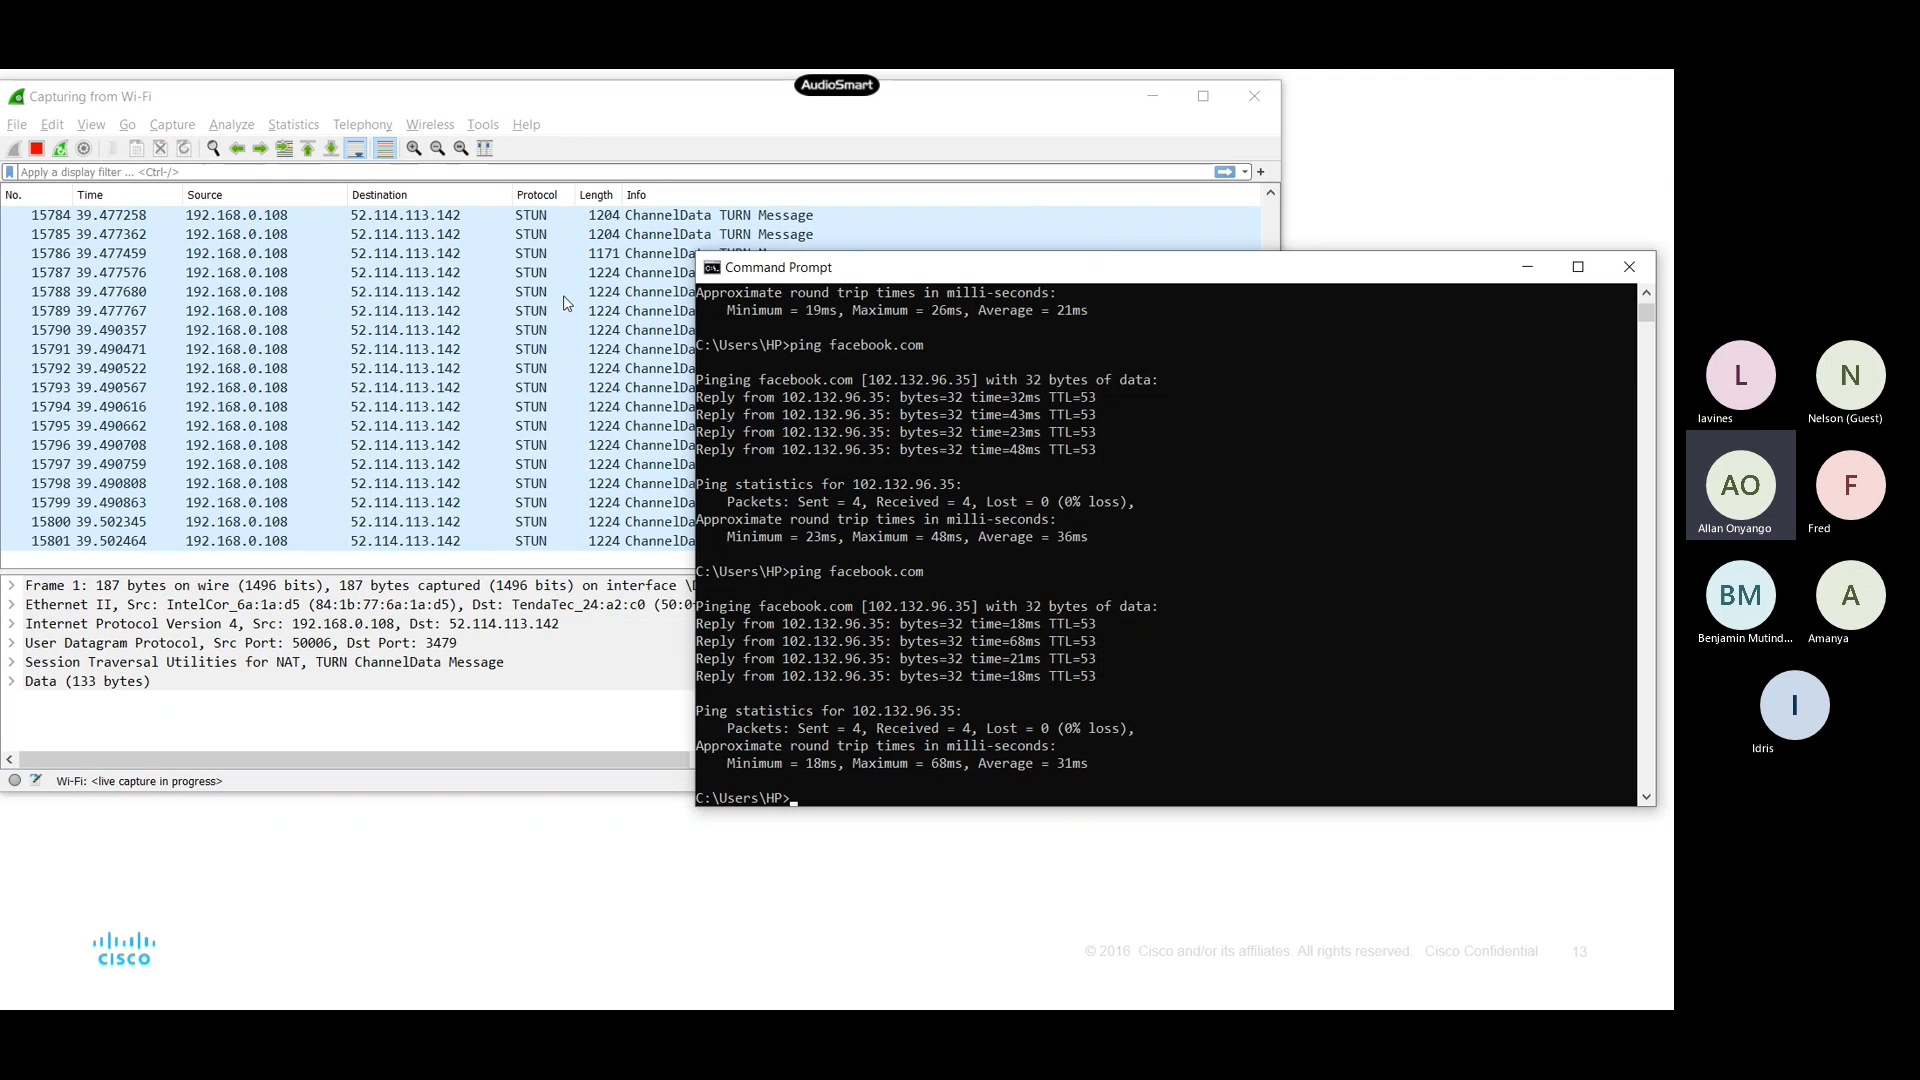 AudioSmart
Capturing from Wi-Fi
File Edit View Go Capture Analyze Statistics Telephony Wireless Tools Help
Apply a display filter ... <Ctrl-/>
No. Time Source Destination Protocol Length Info
15784 39.477258 192.168.0.108 52.114.113.142 STUN 1204 ChannelData TURN Message
15785 39.477362 192.168.0.108 52.114.113.142 STUN 1204 ChannelData TURN Message
15786 39.477459 192.168.0.108 52.114.113.142 STUN 1171 ChannelDa
15787 39.477576 192.168.0.108 52.114.113.142 STUN 1224 ChannelDa
15788 39.477680 192.168.0.108 52.114.113.142 STUN 1224 ChannelDa
15789 39.477767 192.168.0.108 52.114.113.142 STUN 1224 ChannelDa
15790 39.490357 192.168.0.108 52.114.113.142 STUN 1224 ChannelDa
15791 39.490471 192.168.0.108 52.114.113.142 STUN 1224 ChannelDa
15792 39.490522 192.168.0.108 52.114.113.142 STUN 1224 ChannelDa
15793 39.490567 192.168.0.108 52.114.113.142 STUN 1224 ChannelDa
15794 39.490616 192.168.0.108 52.114.113.142 STUN 1224 ChannelDa
15795 39.490662 192.168.0.108 52.114.113.142 STUN 1224 ChannelDa
15796 39.490708 192.168.0.108 52.114.113.142 STUN 1224 ChannelDa
15797 39.490759 192.168.0.108 52.114.113.142 STUN 1224 ChannelDa
15798 39.490808 192.168.0.108 52.114.113.142 STUN 1224 ChannelDa
15799 39.490863 192.168.0.108 52.114.113.142 STUN 1224 ChannelDa
15800 39.502345 192.168.0.108 52.114.113.142 STUN 1224 ChannelDa
15801 39.502464 192.168.0.108 52.114.113.142 STUN 1224 ChannelDa
Frame 1: 187 bytes on wire (1496 bits), 187 bytes captured (1496 bits) on interface \
Ethernet II, Src: IntelCor_6a:1a:d5 (84:1b:77:6a:1a:d5), Dst: TendaTec_24:a2:c0 (50:0
Internet Protocol Version 4, Src: 192.168.0.108, Dst: 52.114.113.142
User Datagram Protocol, Src Port: 50006, Dst Port: 3479
Session Traversal Utilities for NAT, TURN ChannelData Message
Data (133 bytes)
Wi-Fi: <live capture in progress>
Command Prompt
Approximate round trip times in milli-seconds:
Minimum = 19ms, Maximum = 26ms, Average = 21ms
C:\Users\HP>ping facebook.com
Pinging facebook.com [102.132.96.35] with 32 bytes of data:
Reply from 102.132.96.35: bytes=32 time=32ms TTL=53
Reply from 102.132.96.35: bytes=32 time=43ms TTL=53
Reply from 102.132.96.35: bytes=32 time=23ms TTL=53
Reply from 102.132.96.35: bytes=32 time=48ms TTL=53
Ping statistics for 102.132.96.35:
Packets: Sent = 4, Received = 4, Lost = 0 (0% loss),
Approximate round trip times in milli-seconds:
Minimum = 23ms, Maximum = 48ms, Average = 36ms
C:\Users\HP>ping facebook.com
Pinging facebook.com [102.132.96.35] with 32 bytes of data:
Reply from 102.132.96.35: bytes=32 time=18ms TTL=53
Reply from 102.132.96.35: bytes=32 time=68ms TTL=53
Reply from 102.132.96.35: bytes=32 time=21ms TTL=53
Reply from 102.132.96.35: bytes=32 time=18ms TTL=53
Ping statistics for 102.132.96.35:
Packets: Sent = 4, Received = 4, Lost = 0 (0% loss),
Approximate round trip times in milli-seconds:
Minimum = 18ms, Maximum = 68ms, Average = 31ms
C:\Users\HP>
CISCO
© 2016 Cisco and/or its affiliates. All rights reserved. Cisco Confidential 13
L N
lavines Nelson (Guest)
AO F
Allan Onyango Fred
BM A
Benjamin Mutind... Amanya
I
Idris